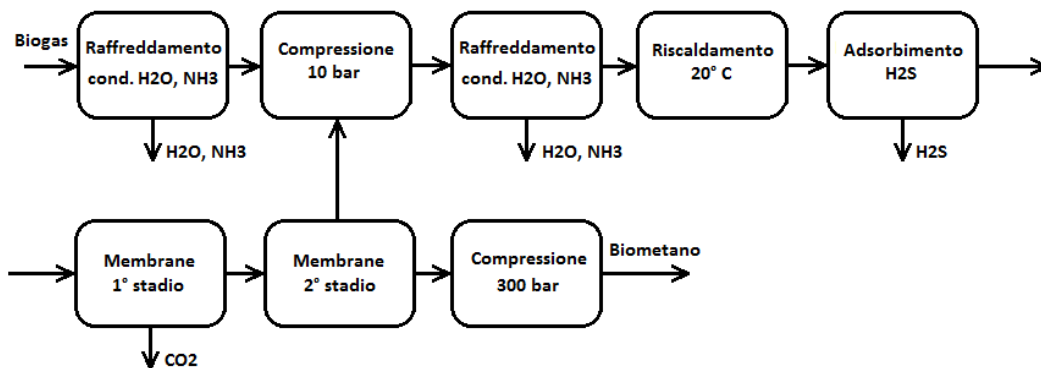 Biogas
Raffreddamento
cond. H2O, NH3
Compressione
10 bar
Raffreddamento
cond. H2O, NH3
Riscaldamento
20° C
Adsorbimento
H2S
H2O, NH3
H2O, NH3
H2S
Membrane
1° stadio
Membrane
2° stadio
Compressione
300 bar
Biometano
CO2